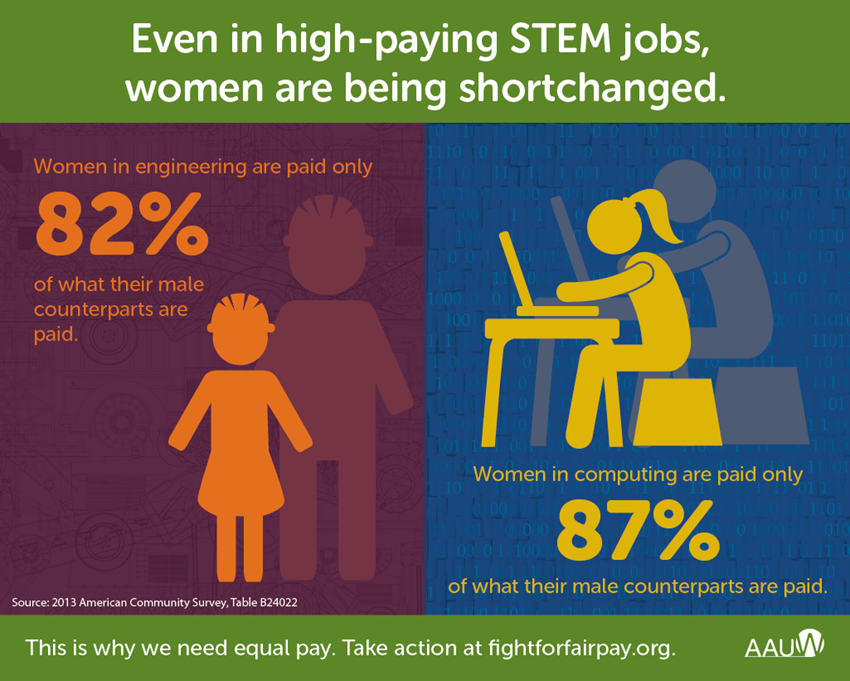 Even in high-paying STEM jobs,
women are being shortchanged.
Women in engineering are paid only
82%
of what their male
counterparts are
paid.
Women in computing are paid only
87%
of what their male counterparts are paid.
Source: 2013 American Community Survey, Table B24022
This is why we need equal pay. Take action at fightforfairpay.org.
AAUW